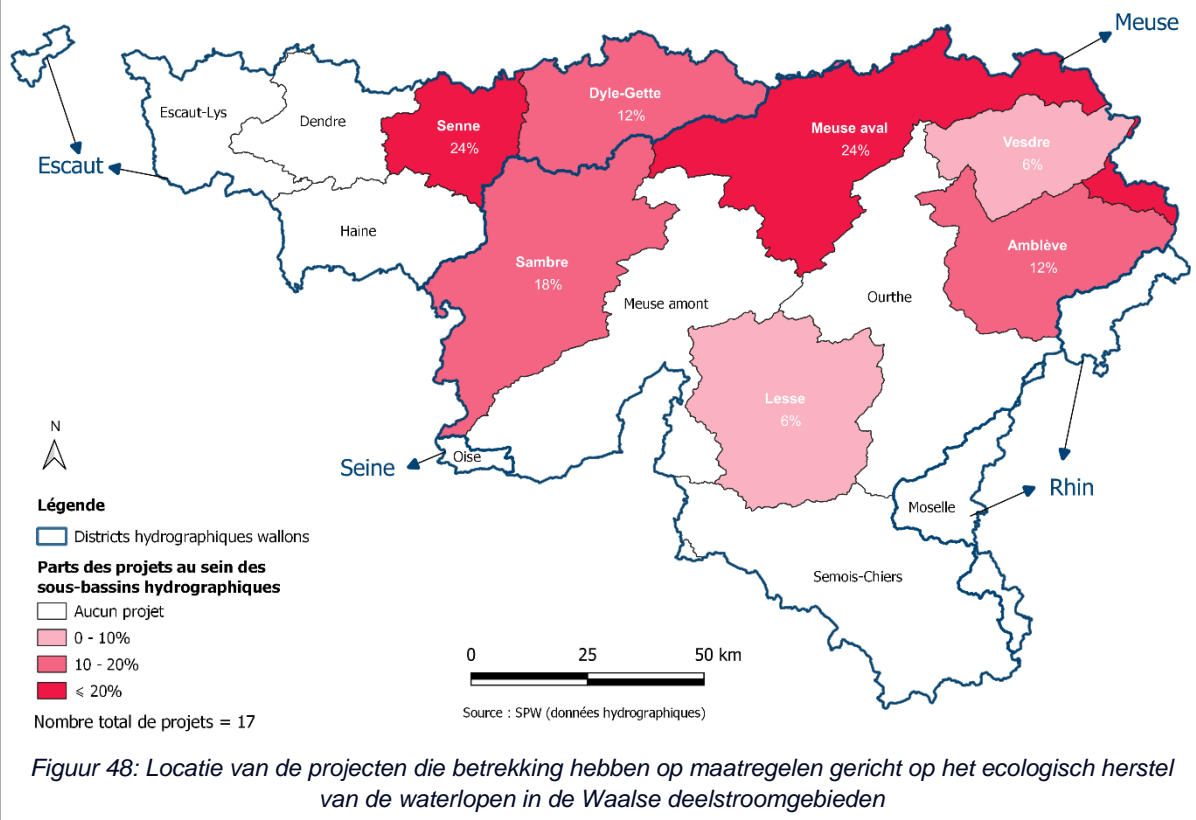 Meuse
Escaut
Escaut-Lys
Dendre
Senne
24%
Dyle-Gette
12%
Meuse aval
24%
Vesdre
6%
Haine
Sambre
18%
Meuse amont
Ourthe
Amblève
12%
Lesse
6%
N
Seine
Oise
Moselle
Rhin
Semois-Chiers
Légende
Districts hydrographiques wallons
Parts des projets au sein des
sous-bassins hydrographiques
Aucun projet
0 - 10%
10 - 20%
⩽ 20%
Nombre total de projets = 17
0 25 50 km
Source : SPW (données hydrographiques)
Figuur 48: Locatie van de projecten die betrekking hebben op maatregelen gericht op het ecologisch herstel
van de waterlopen in de Waalse deelstroomgebieden